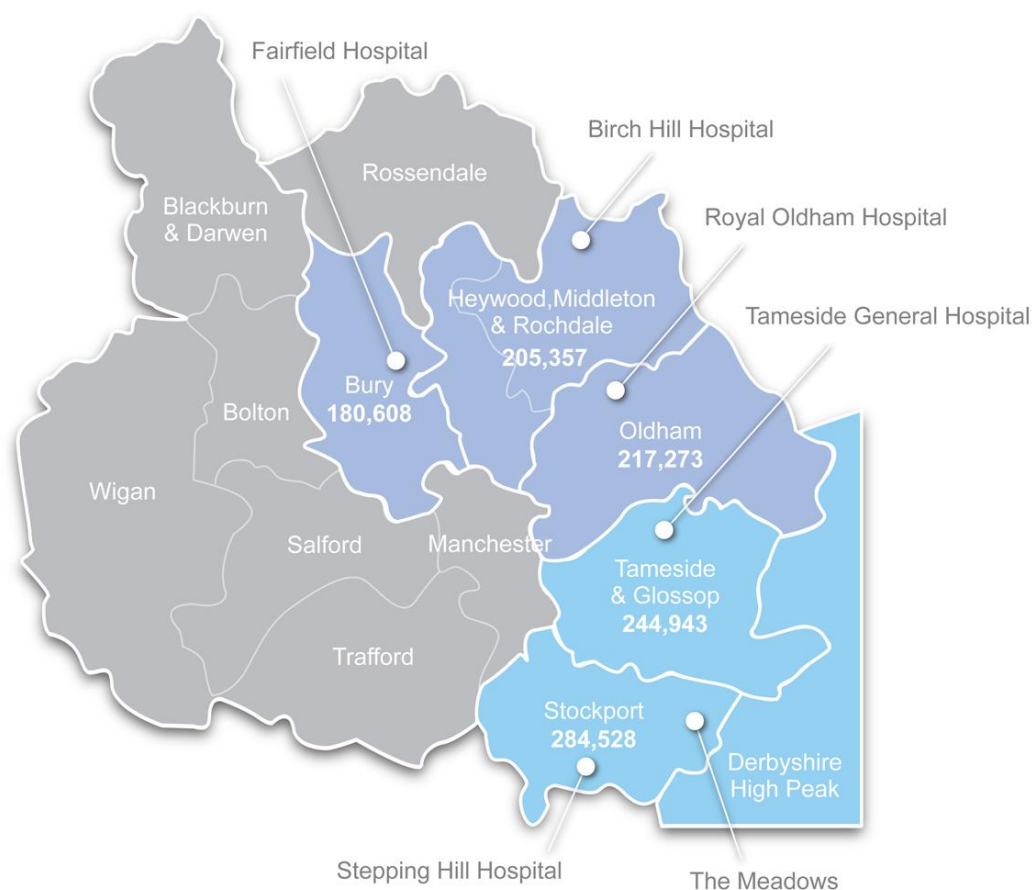 Fairfield Hospital
Birch Hill Hospital
Rossendale
Blackburn
& Darwen
Royal Oldham Hospital
Heywood,Middleton
& Rochdale
205,357
Tameside General Hospital
Bury
180,608
Bolton
Oldham
217,273
Wigan
Salford
Manchester
Tameside
& Glossop
244,943
Trafford
Stockport
284,528
Derbyshire
High Peak
Stepping Hill Hospital
The Meadows